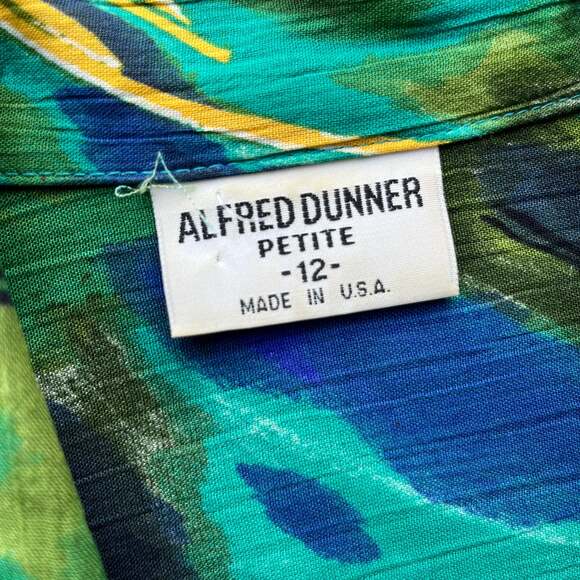 ALFRED DUNNER
PETITE
-12-
MADE IN U.S.A.